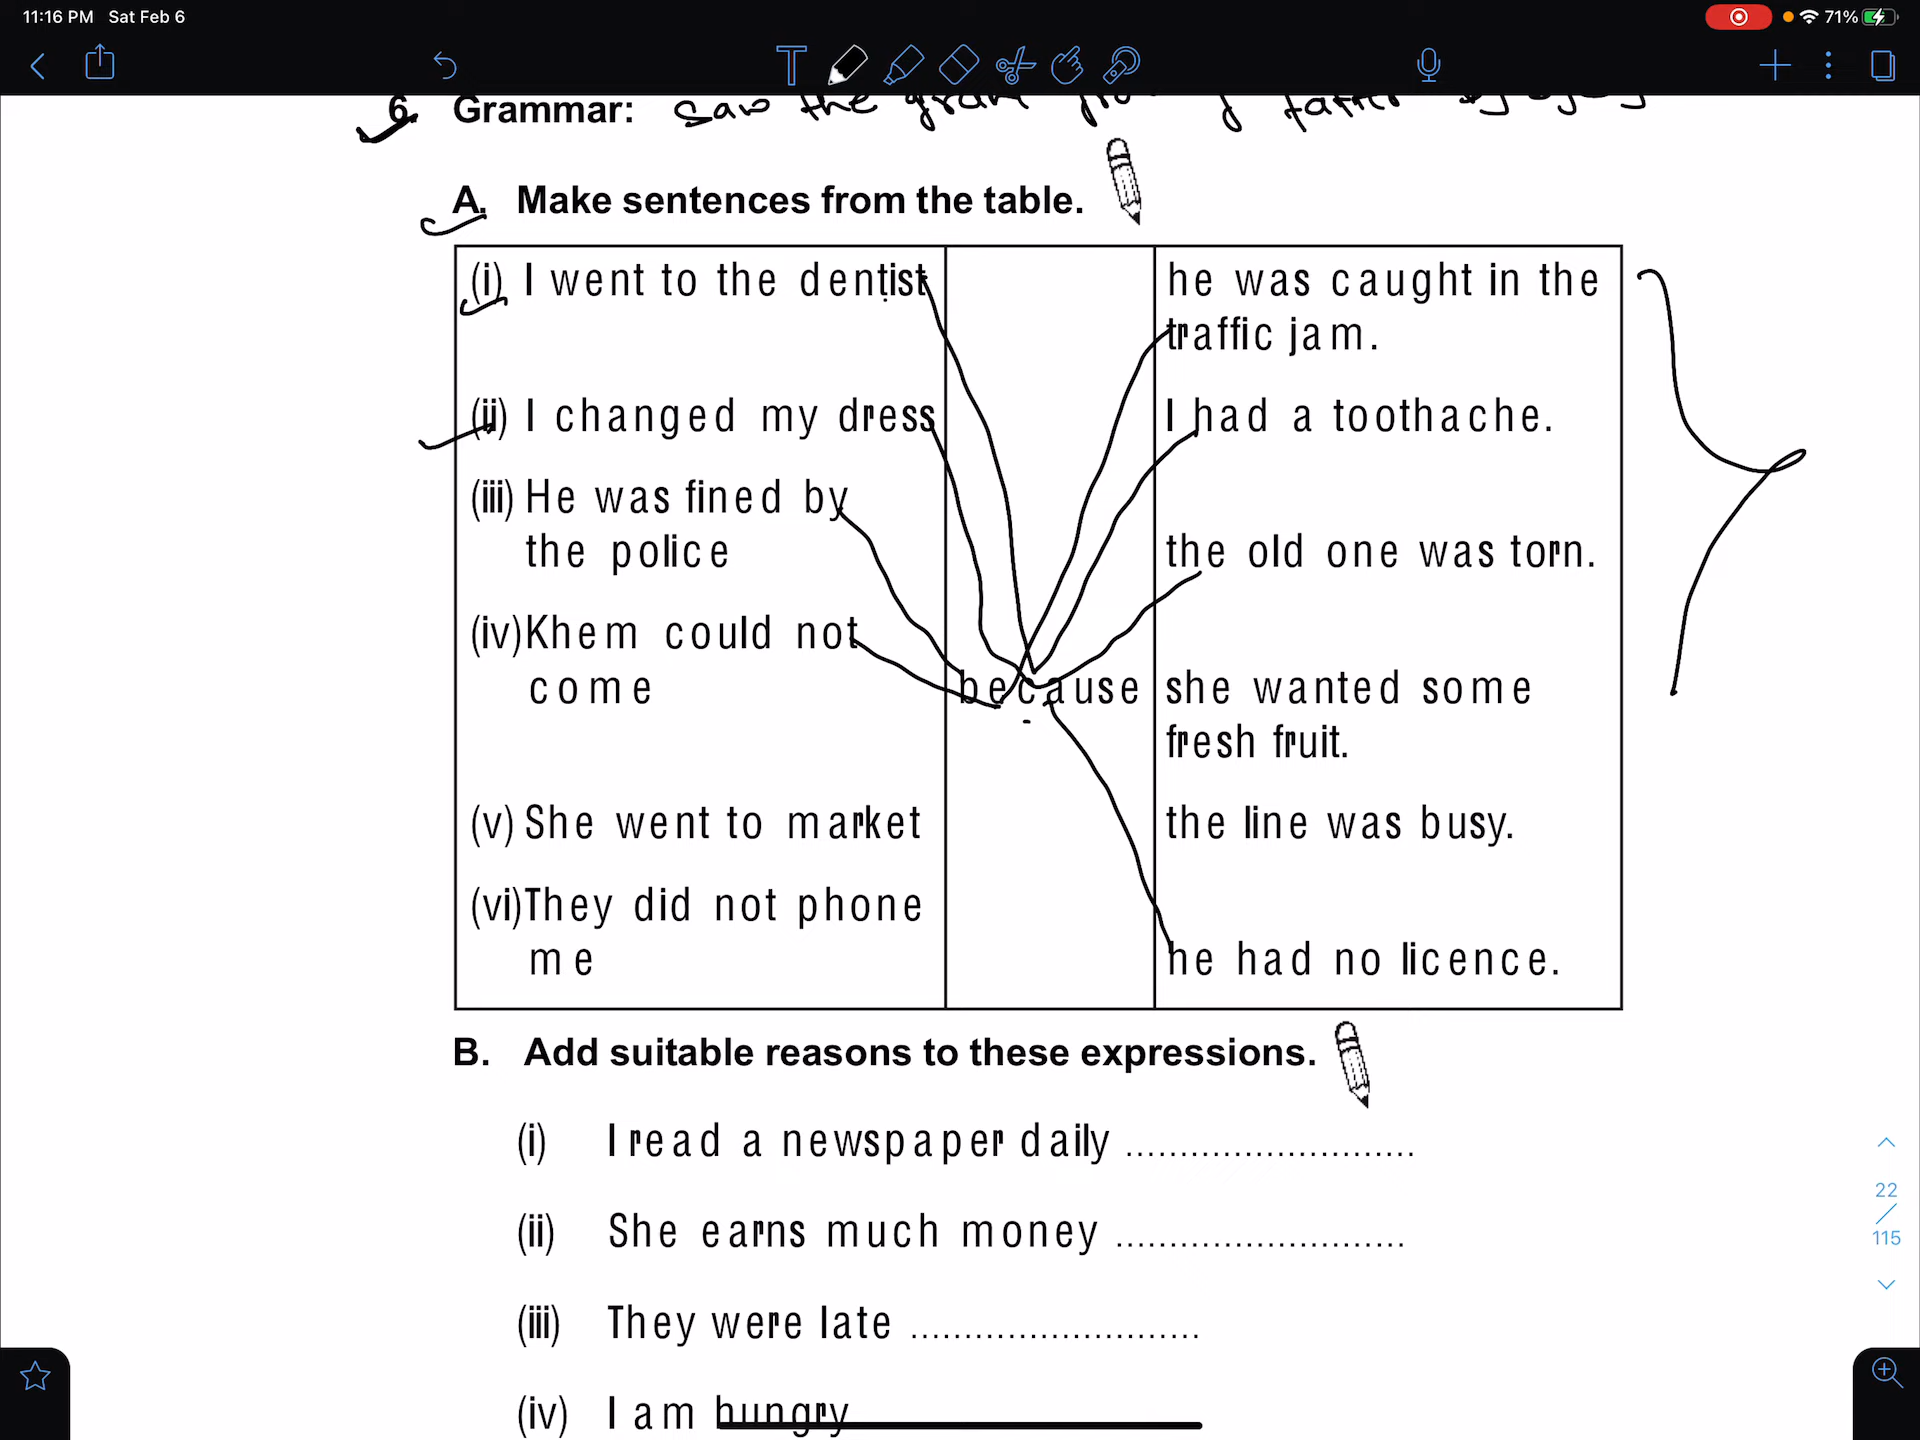 11:16 PM Sat Feb 6
71%
6. Grammar: saw the
A. Make sentences from the table.
(i) I went to the dentist
he was caught in the
traffic jam.
(ii) I changed my dress
I had a toothache.
(iii) He was fined by
the police
the old one was torn.
(iv) Khem could not
come
because
she wanted some
fresh fruit.
(v) She went to market
the line was busy.
(vi) They did not phone
me
he had no licence.
B. Add suitable reasons to these expressions.
(i) I read a newspaper daily ...........................
(ii) She earns much money ...........................
(iii) They were late ...........................
(iv) I am hungry
22
/
115